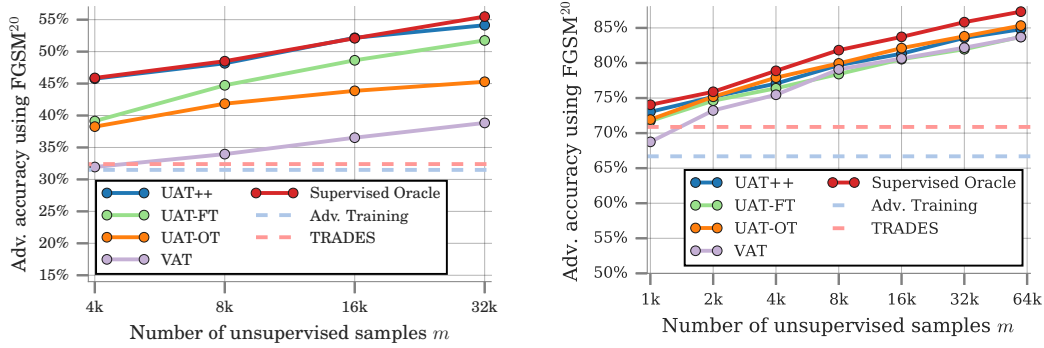 Adv. accuracy using FGSM²⁰
55%
50%
45%
40%
35%
30%
25%
20%
15%
UAT++
UAT-FT
UAT-OT
VAT
Supervised Oracle
Adv. Training
TRADES
4k
8k
16k
32k
Number of unsupervised samples m
Adv. accuracy using FGSM²⁰
85%
80%
75%
70%
65%
60%
55%
50%
UAT++
UAT-FT
UAT-OT
VAT
Supervised Oracle
Adv. Training
TRADES
1k
2k
4k
8k
16k
32k
64k
Number of unsupervised samples m